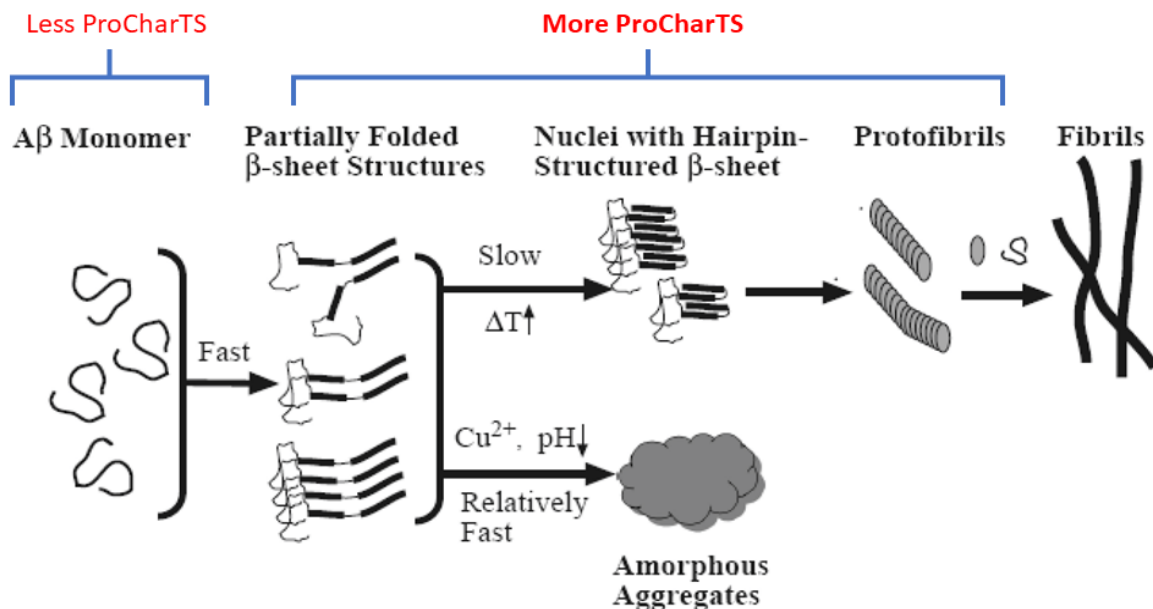 Less ProCharTS
More ProCharTS
Aβ Monomer
Partially Folded
β-sheet Structures
Nuclei with Hairpin-
Structured β-sheet
Protofibrils
Fibrils
Fast
Slow
ΔT↑
Cu²⁺, pH↓
Relatively
Fast
Amorphous
Aggregates